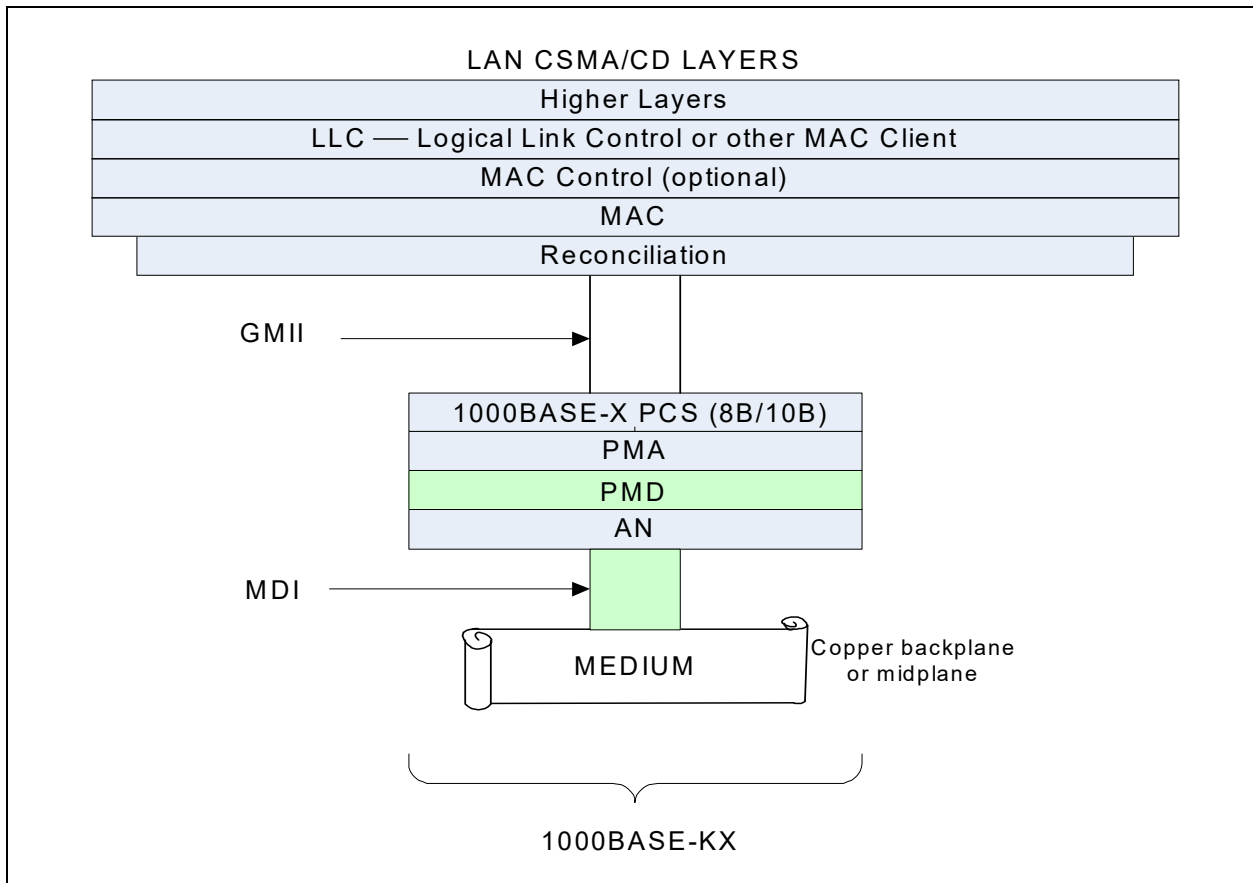 LAN CSMA/CD LAYERS
Higher Layers
LLC — Logical Link Control or other MAC Client
MAC Control (optional)
MAC
Reconciliation
GMII
1000BASE-X PCS (8B/10B)
PMA
PMD
AN
MDI
MEDIUM
Copper backplane
or midplane
1000BASE-KX